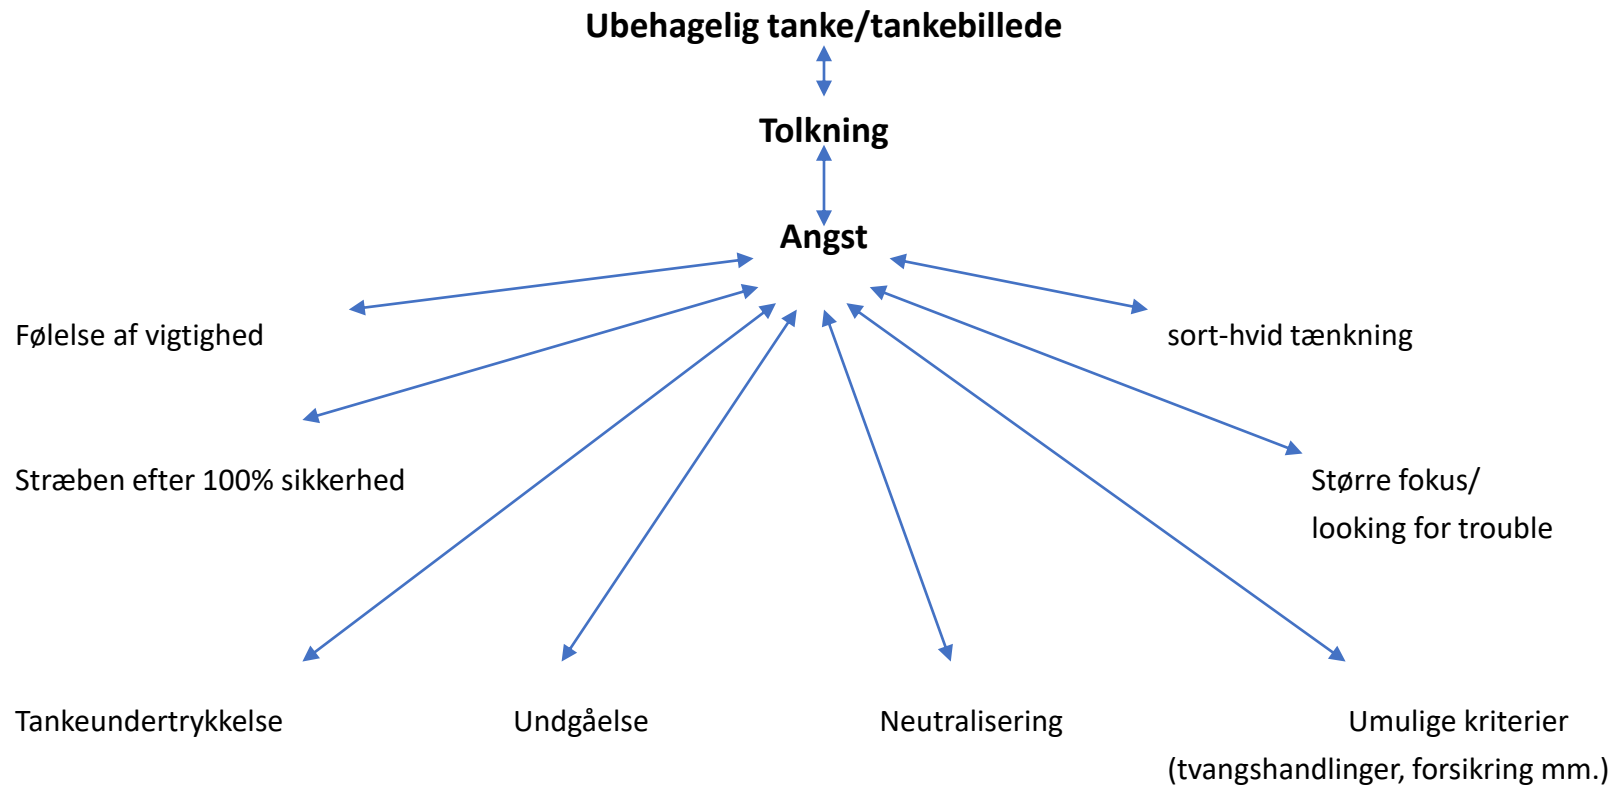 Ubehagelig tanke/tankebillede
Tolkning
Angst
Følelse af vigtighed
sort-hvid tænkning
Stræben efter 100% sikkerhed
Større fokus/
looking for trouble
Tankeundertrykkelse
Undgåelse
Neutralisering
Umulige kriterier
(tvangshandlinger, forsikring mm.)